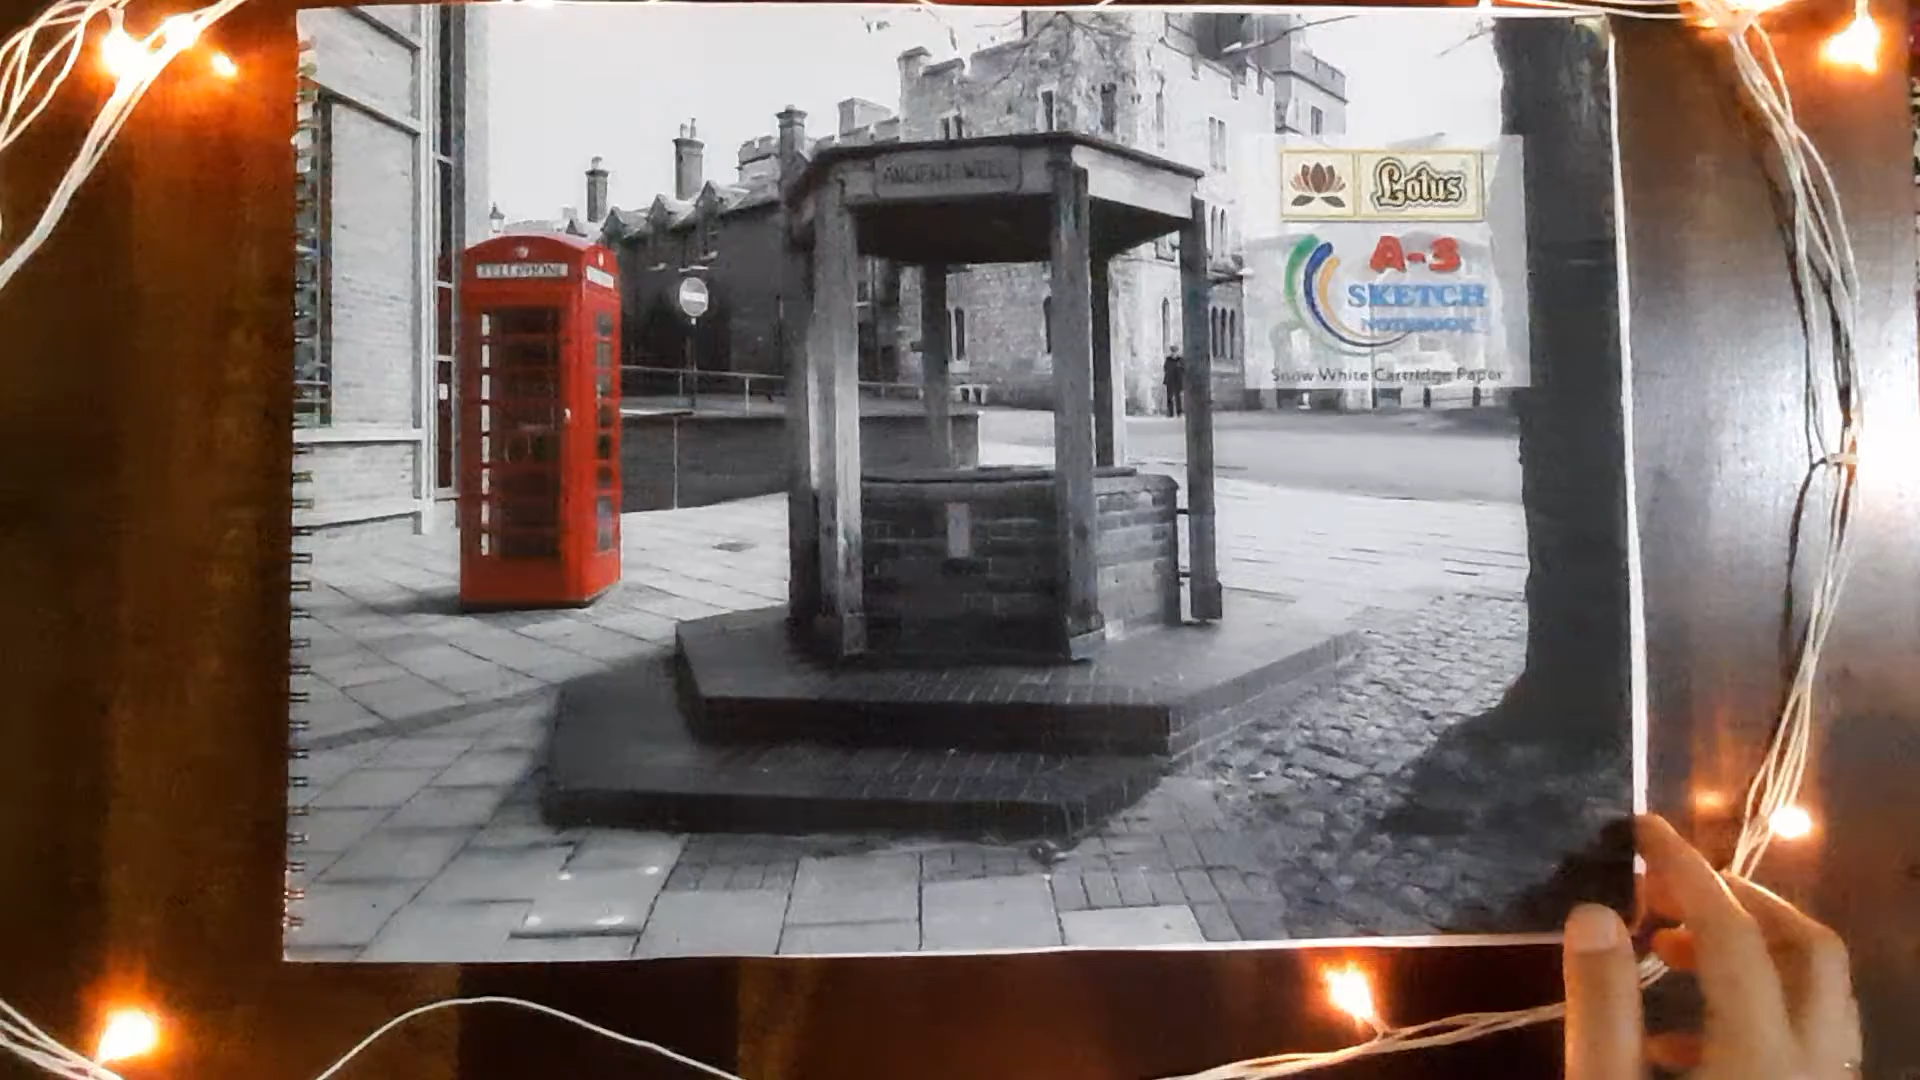 TELEPHONE
ANCIENT WELL
Lotus
A-3
SKETCH
NOTEBOOK
Snow White Cartridge Paper